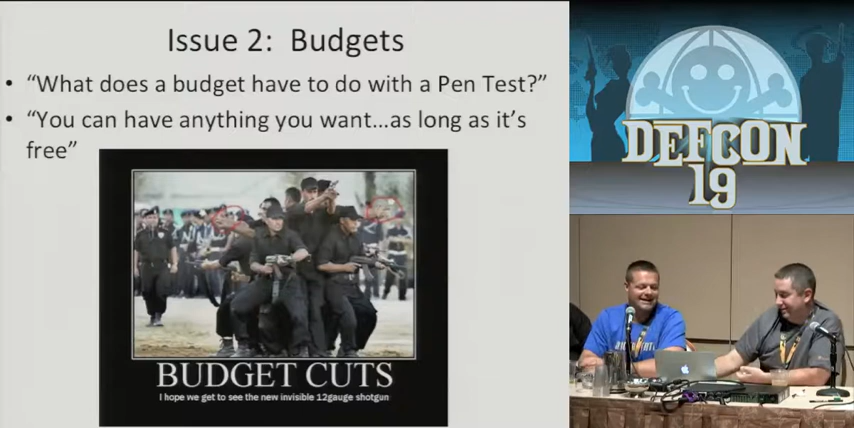 Issue 2: Budgets
• “What does a budget have to do with a Pen Test?”
• “You can have anything you want...as long as it’s
free”
BUDGET CUTS
I hope we get to see the new invisible 12gauge shotgun
DEFCON
19